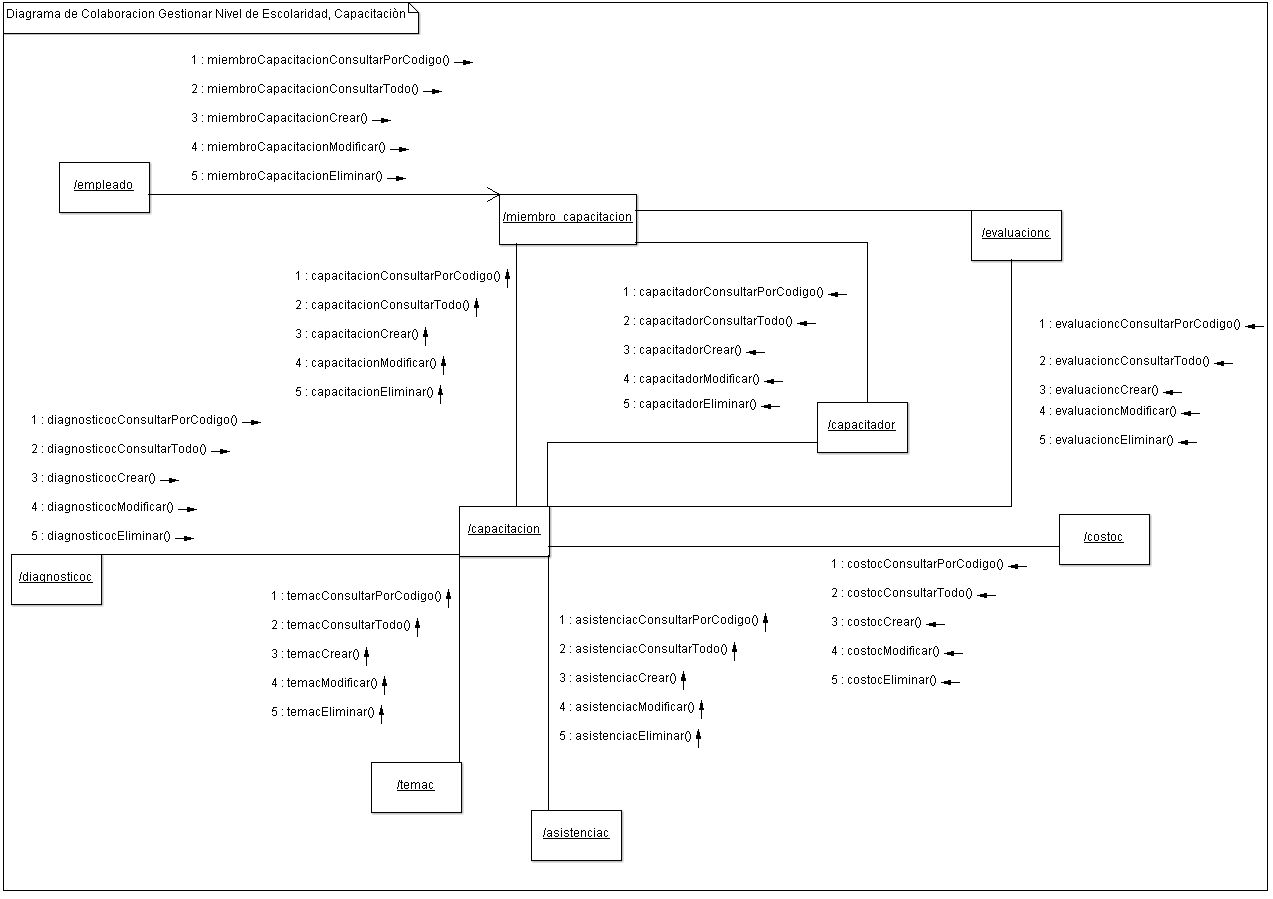 Diagrama de Colaboracion Gestionar Nivel de Escolaridad, Capacitaciòn
1 : miembroCapacitacionConsultarPorCodigo()
2 : miembroCapacitacionConsultarTodo()
3 : miembroCapacitacionCrear()
4 : miembroCapacitacionModificar()
5 : miembroCapacitacionEliminar()
/empleado
/miembro_capacitacion
/evaluacionc
1 : capacitacionConsultarPorCodigo()
2 : capacitacionConsultarTodo()
3 : capacitacionCrear()
4 : capacitacionModificar()
5 : capacitacionEliminar()
1 : capacitadorConsultarPorCodigo()
2 : capacitadorConsultarTodo()
3 : capacitadorCrear()
4 : capacitadorModificar()
5 : capacitadorEliminar()
1 : evaluacioncConsultarPorCodigo()
2 : evaluacioncConsultarTodo()
3 : evaluacioncCrear()
4 : evaluacioncModificar()
5 : evaluacioncEliminar()
/capacitador
1 : diagnosticocConsultarPorCodigo()
2 : diagnosticocConsultarTodo()
3 : diagnosticocCrear()
4 : diagnosticocModificar()
5 : diagnosticocEliminar()
/capacitacion
/costoc
/diagnosticoc
1 : temacConsultarPorCodigo()
2 : temacConsultarTodo()
3 : temacCrear()
4 : temacModificar()
5 : temacEliminar()
1 : asistenciacConsultarPorCodigo()
2 : asistenciacConsultarTodo()
3 : asistenciacCrear()
4 : asistenciacModificar()
5 : asistenciacEliminar()
1 : costocConsultarPorCodigo()
2 : costocConsultarTodo()
3 : costocCrear()
4 : costocModificar()
5 : costocEliminar()
/temac
/asistenciac